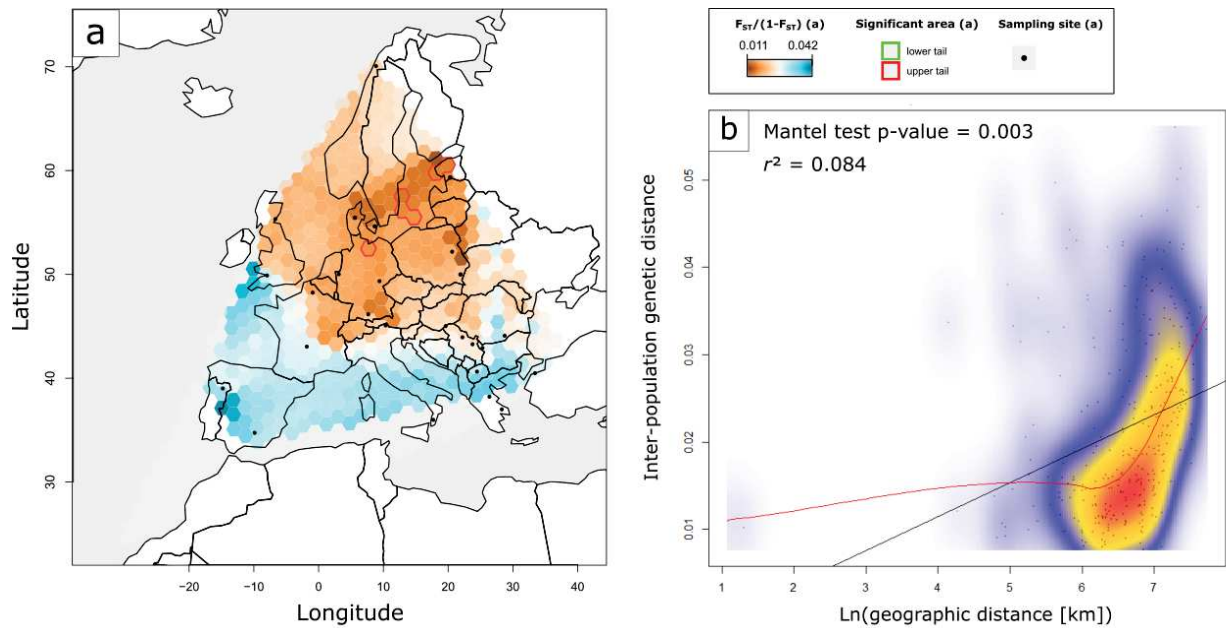 a
Latitude
70
60
50
40
30
−20
−10
0
10
20
30
40
Longitude
F_ST/(1-F_ST) (a)
0.011
0.042
Significant area (a)
lower tail
upper tail
Sampling site (a)
b
Mantel test p-value = 0.003
r² = 0.084
Inter-population genetic distance
0.05
0.04
0.03
0.02
0.01
1
2
3
4
5
6
7
Ln(geographic distance [km])